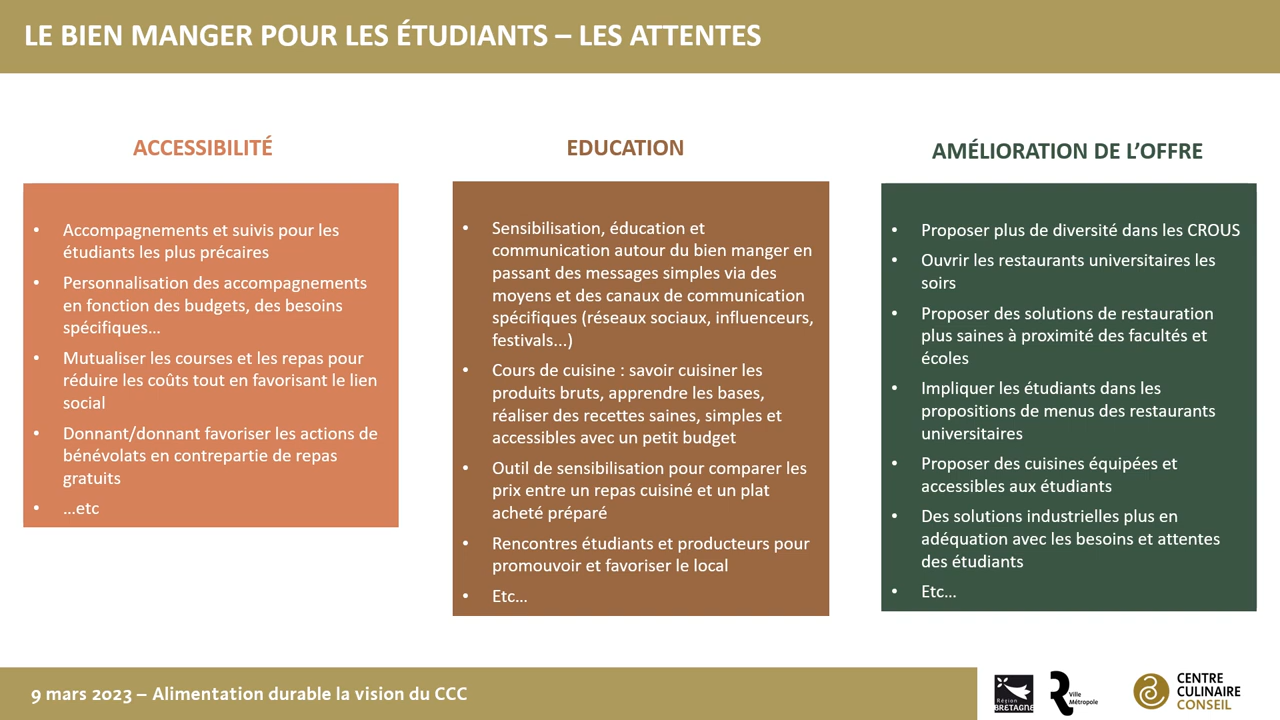 LE BIEN MANGER POUR LES ÉTUDIANTS – LES ATTENTES
ACCESSIBILITÉ
• Accompagnements et suivis pour les
étudiants les plus précaires
• Personnalisation des accompagnements
en fonction des budgets, des besoins
spécifiques...
• Mutualiser les courses et les repas pour
réduire les coûts tout en favorisant le lien
social
• Donnant/donnant favoriser les actions de
bénévolats en contrepartie de repas
gratuits
• ...etc
EDUCATION
• Sensibilisation, éducation et
communication autour du bien manger en
passant des messages simples via des
moyens et des canaux de communication
spécifiques (réseaux sociaux, influenceurs,
festivals...)
• Cours de cuisine : savoir cuisiner les
produits bruts, apprendre les bases,
réaliser des recettes saines, simples et
accessibles avec un petit budget
• Outil de sensibilisation pour comparer les
prix entre un repas cuisiné et un plat
acheté préparé
• Rencontres étudiants et producteurs pour
promouvoir et favoriser le local
• Etc...
AMÉLIORATION DE L’OFFRE
• Proposer plus de diversité dans les CROUS
• Ouvrir les restaurants universitaires les
soirs
• Proposer des solutions de restauration
plus saines à proximité des facultés et
écoles
• Impliquer les étudiants dans les
propositions de menus des restaurants
universitaires
• Proposer des cuisines équipées et
accessibles aux étudiants
• Des solutions industrielles plus en
adéquation avec les besoins et attentes
des étudiants
• Etc...
9 mars 2023 – Alimentation durable la vision du CCC
Région
BRETAGNE
Ville
Métropole
CENTRE
CULINAIRE
CONSEIL